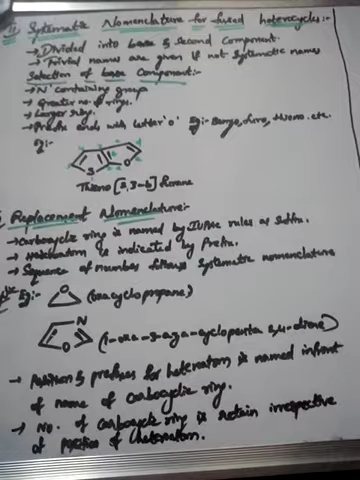 Systematic Nomenclature for fused heterocycles:-
→ Divided into base & Second Component.
→ Trivial names are given if not systematic names
Selection of base Component:-
→ N containing group
→ Greater no. of rings.
→ Larger ring.
→ Prefix ends with letter 'o' Eg:- Benzo, furo, thieno. etc.
Eg:-
S
O
Thieno [2,3-b] furane
Replacement Nomenclature:-
→ Carbocyclic ring is named by IUPAC rules as suffix.
→ Heteroatom is indicated by Prefix.
→ Sequence of number follows systematic nomenclature
Eg:- O (oxacyclopropane)
N
O (1-oxa-3-aza-cyclopenta 2,4-diene)
→ Position & prefixes for heteroatom is named infront
of name of carbocyclic ring.
→ No. of carbocyclic ring is retain irrespective
of position of heteroatom.